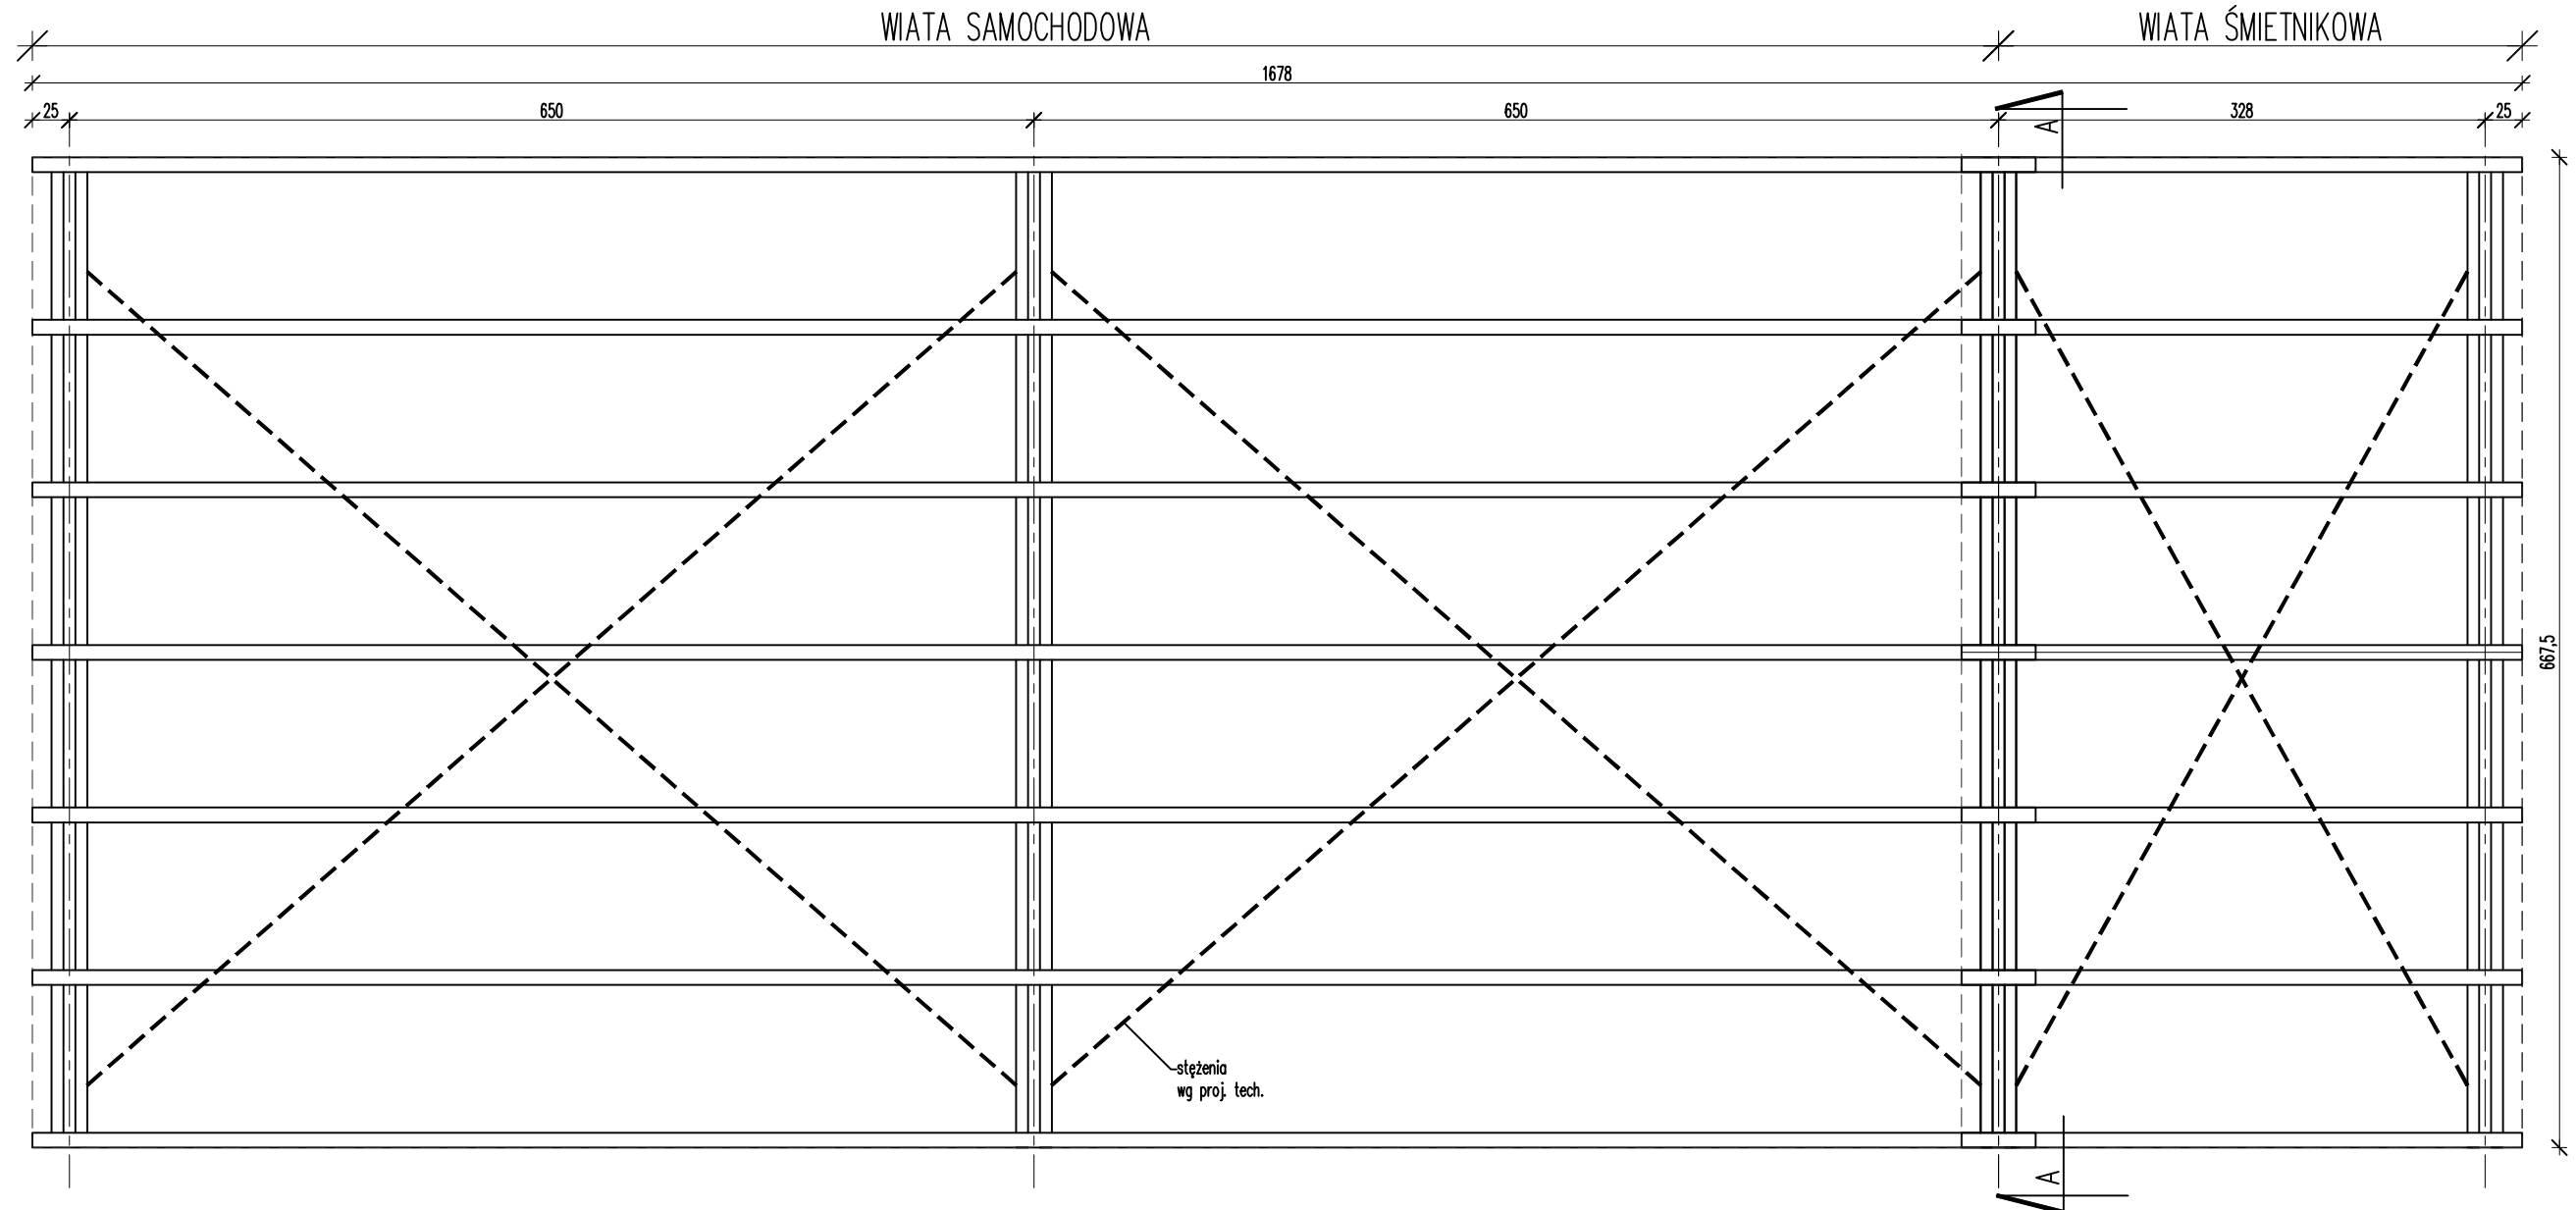 WIATA SAMOCHODOWA
WIATA ŚMIETNIKOWA
1678
25
650
650
328
25
A
667,5
stężenia
wg proj. tech.
A